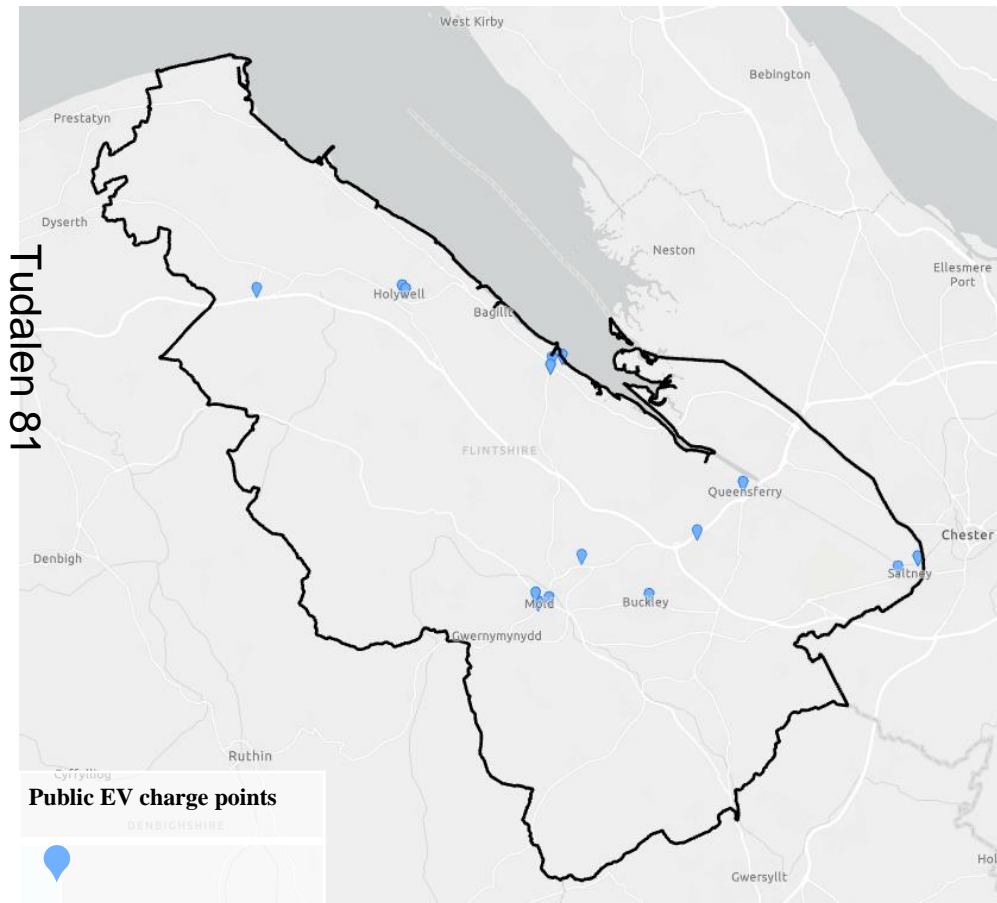 West Kirby
Bebington
Prestatyn
Dyserth
Neston
Ellesmere
Port
Holywell
Bagillt
Tudalen 81
FLINTSHIRE
Queensferry
Chester
Denbigh
Saltney
Mold
Buckley
Gwernymynydd
Ruthin
Cyffylliog
Public EV charge points
DENBIGHSHIRE
Gwersyllt